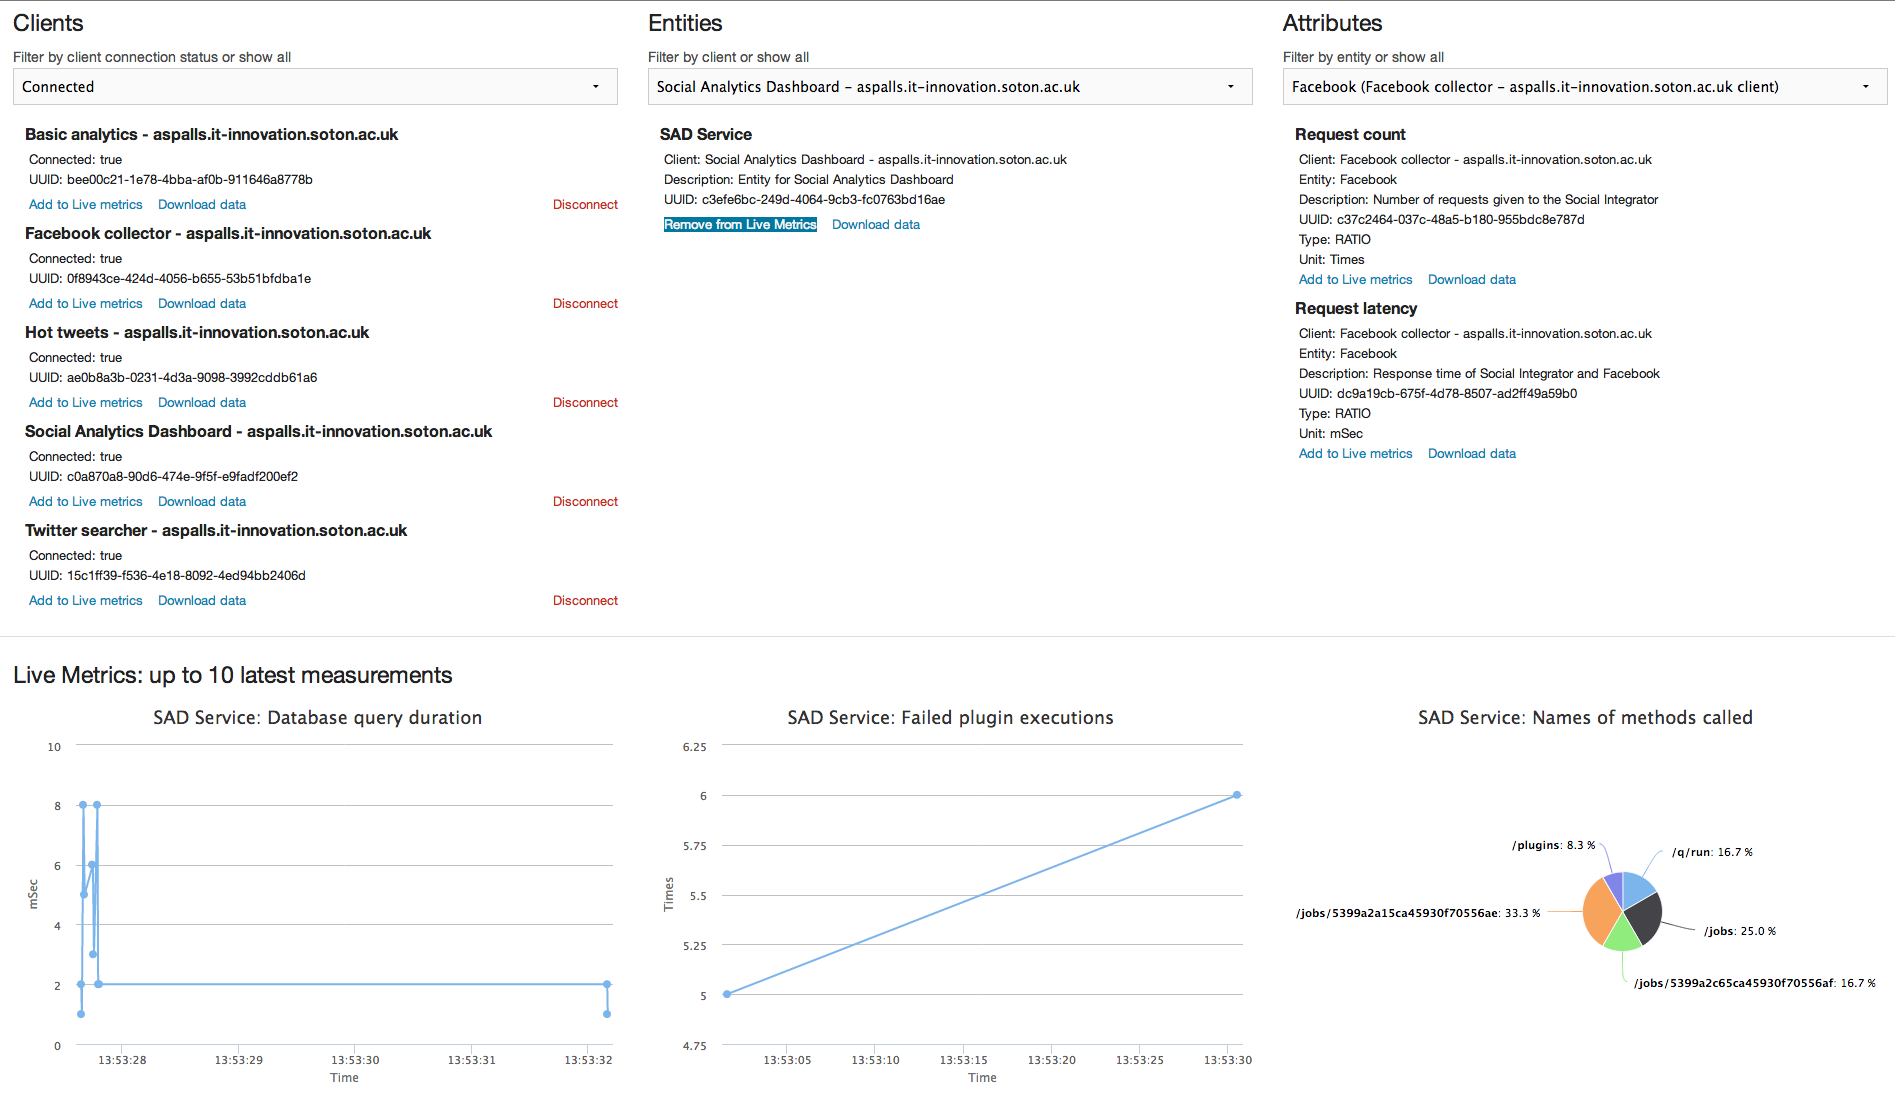 Clients
Filter by client connection status or show all
Connected
Basic analytics - aspalls.it-innovation.soton.ac.uk
Connected: true
UUID: bee00c21-1e78-4bba-af0b-911646a8778b
Add to Live metrics Download data Disconnect
Facebook collector - aspalls.it-innovation.soton.ac.uk
Connected: true
UUID: 0f8943ce-424d-4056-b655-53b51bfdba1e
Add to Live metrics Download data Disconnect
Hot tweets - aspalls.it-innovation.soton.ac.uk
Connected: true
UUID: ae0b8a3b-0231-4d3a-9098-3992cddb61a6
Add to Live metrics Download data Disconnect
Social Analytics Dashboard - aspalls.it-innovation.soton.ac.uk
Connected: true
UUID: c0a870a8-90d6-474e-9f5f-e9fadf200ef2
Add to Live metrics Download data Disconnect
Twitter searcher - aspalls.it-innovation.soton.ac.uk
Connected: true
UUID: 15c1ff39-f536-4e18-8092-4ed94bb2406d
Add to Live metrics Download data Disconnect
Entities
Filter by client or show all
Social Analytics Dashboard - aspalls.it-innovation.soton.ac.uk
SAD Service
Client: Social Analytics Dashboard - aspalls.it-innovation.soton.ac.uk
Description: Entity for Social Analytics Dashboard
UUID: c3efe6bc-249d-4064-9cb3-fc0763bd16ae
Remove from Live Metrics Download data
Attributes
Filter by entity or show all
Facebook (Facebook collector - aspalls.it-innovation.soton.ac.uk client)
Request count
Client: Facebook collector - aspalls.it-innovation.soton.ac.uk
Entity: Facebook
Description: Number of requests given to the Social Integrator
UUID: c37c2464-037c-48a5-b180-955bdc8e787d
Type: RATIO
Unit: Times
Add to Live metrics Download data
Request latency
Client: Facebook collector - aspalls.it-innovation.soton.ac.uk
Entity: Facebook
Description: Response time of Social Integrator and Facebook
UUID: dc9a19cb-675f-4d78-8507-ad2ff49a59b0
Type: RATIO
Unit: mSec
Add to Live metrics Download data
Live Metrics: up to 10 latest measurements
SAD Service: Database query duration
10
8
6
4
2
0
mSec
13:53:28 13:53:29 13:53:30 13:53:31 13:53:32
Time
SAD Service: Failed plugin executions
6.25
6
5.75
5.5
5.25
5
4.75
Times
13:53:05 13:53:10 13:53:15 13:53:20 13:53:25 13:53:30
Time
SAD Service: Names of methods called
/plugins: 8.3 %
/q/run: 16.7 %
/jobs/5399a2a15ca45930f70556ae: 33.3 %
/jobs: 25.0 %
/jobs/5399a2c65ca45930f70556af: 16.7 %